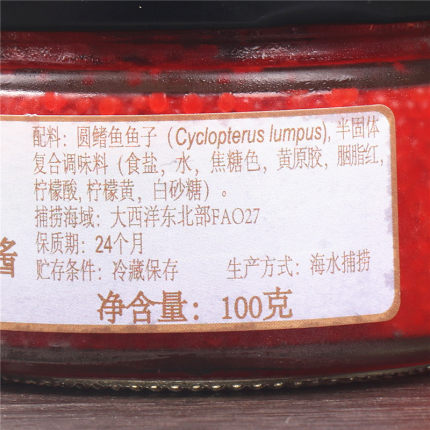 配料：圆鳍鱼鱼子（Cyclopterus lumpus），半固体
复合调味料（食盐，水，焦糖色，黄原胶，胭脂红，
柠檬酸，柠檬黄，白砂糖）。
捕捞海域：大西洋东北部FAO27
保质期：24个月
贮存条件：冷藏保存 生产方式：海水捕捞
酱
净含量：100克